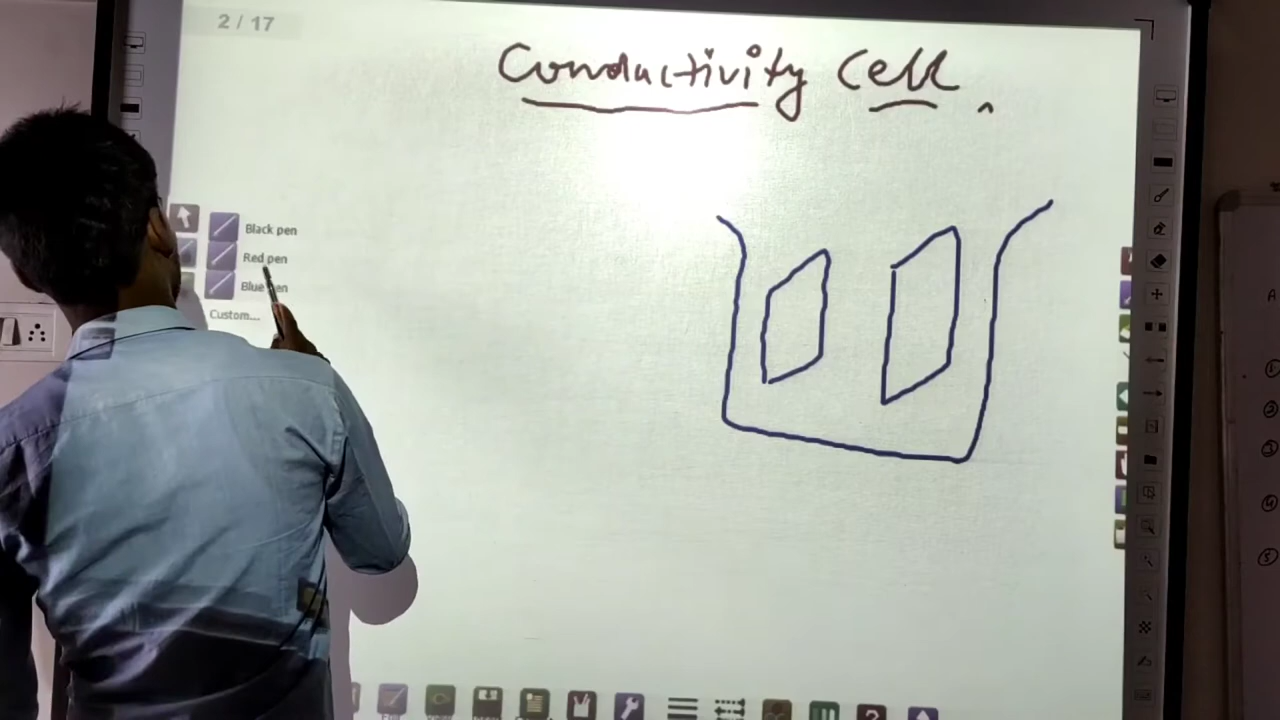 2 / 17
Conductivity Cell
Black pen
Red pen
Custom...